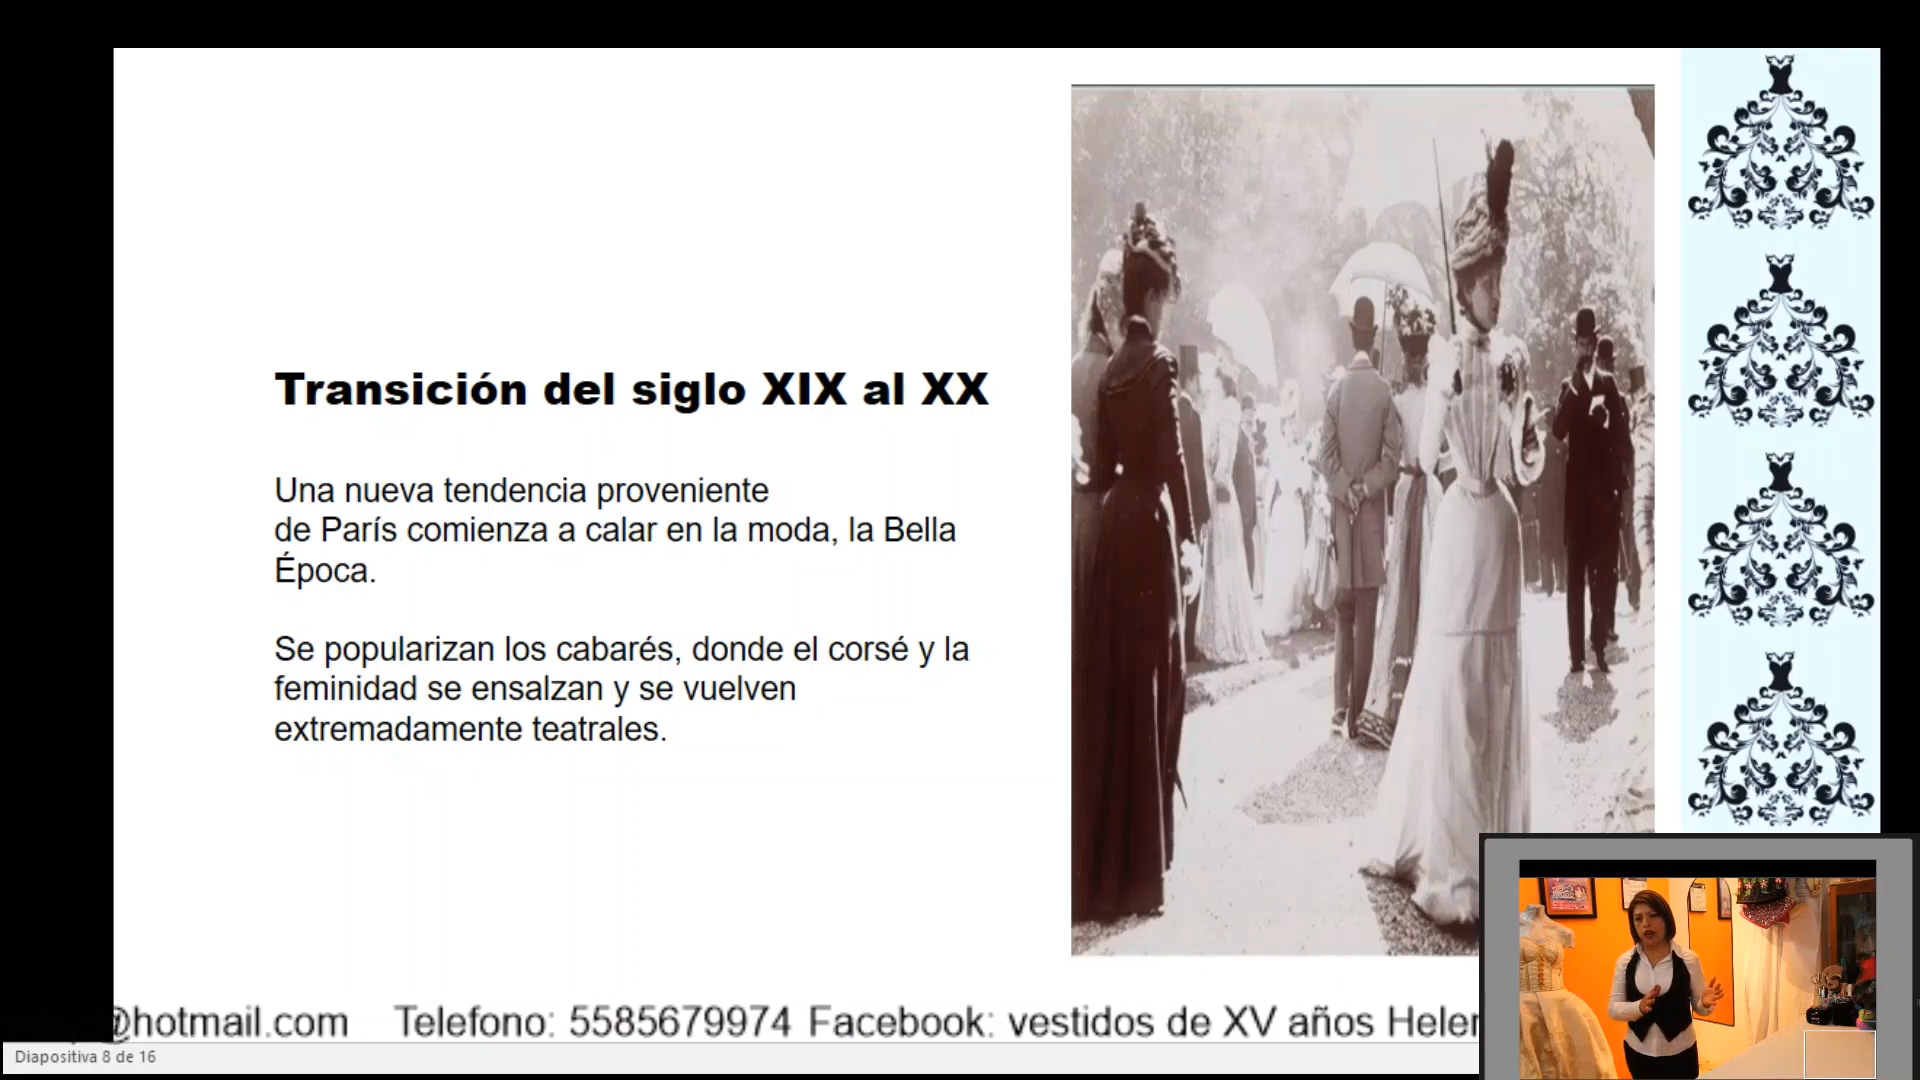 Transición del siglo XIX al XX
Una nueva tendencia proveniente
de París comienza a calar en la moda, la Bella
Época.
Se popularizan los cabarés, donde el corsé y la
feminidad se ensalzan y se vuelven
extremadamente teatrales.
@hotmail.com Telefono: 5585679974 Facebook: vestidos de XV años Helen
Diapositiva 8 de 16